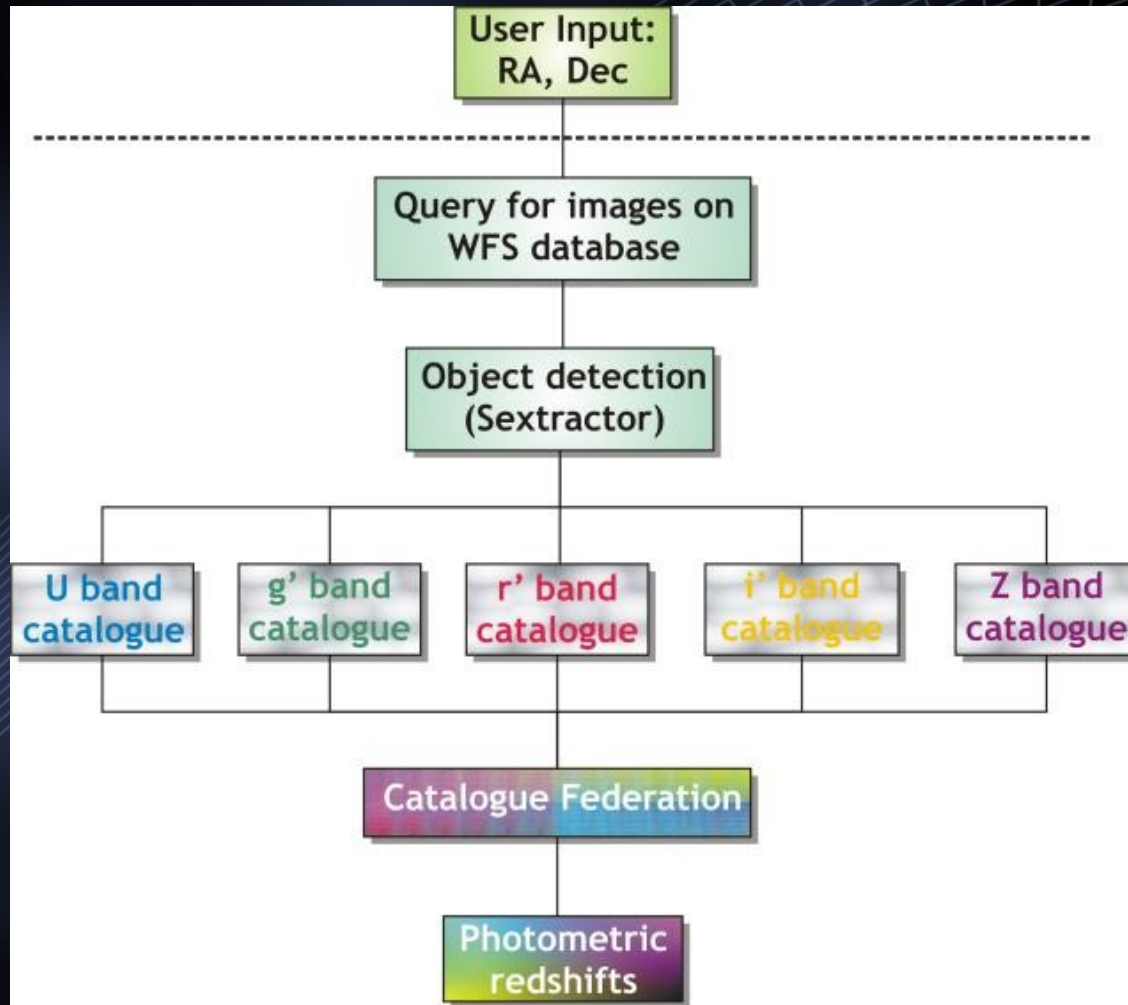 User Input:
RA, Dec
Query for images on
WFS database
Object detection
(Sextractor)
U band
catalogue
g’ band
catalogue
r’ band
catalogue
i’ band
catalogue
Z band
catalogue
Catalogue Federation
Photometric
redshifts